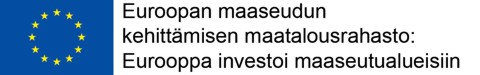 Euroopan maaseudun
kehittämisen maatalousrahasto:
Eurooppa investoi maaseutualueisiin